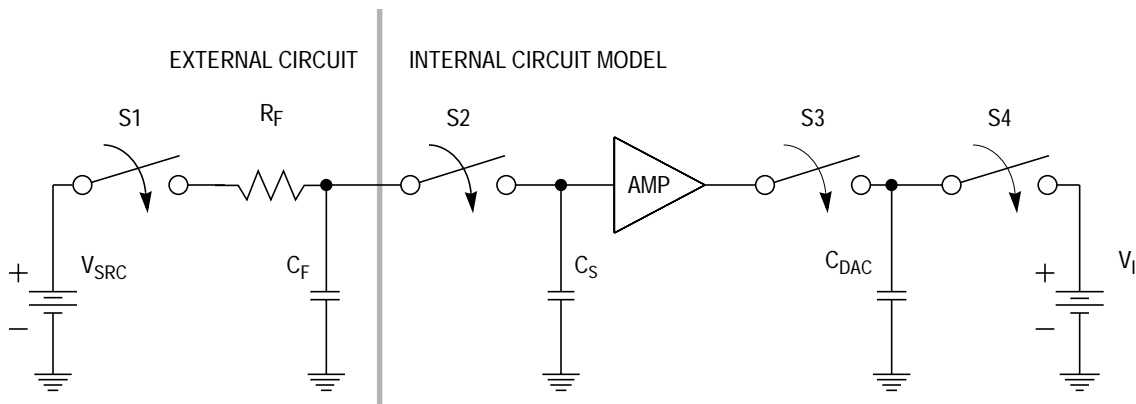 EXTERNAL CIRCUIT
INTERNAL CIRCUIT MODEL
S1
RF
S2
S3
S4
AMP
+
VSRC
–
CF
CS
CDAC
+
VI
–